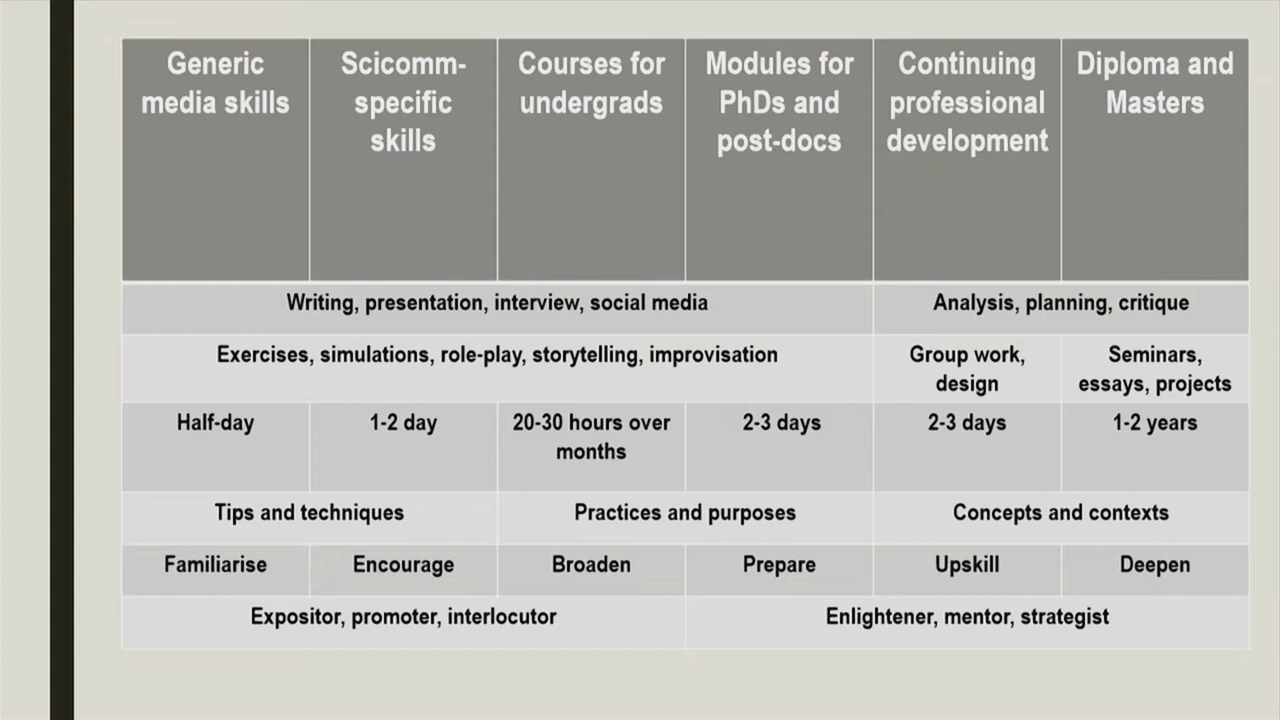 Generic
media skills
Scicomm-
specific
skills
Courses for
undergrads
Modules for
PhDs and
post-docs
Continuing
professional
development
Diploma and
Masters
Writing, presentation, interview, social media
Analysis, planning, critique
Exercises, simulations, role-play, storytelling, improvisation
Group work,
design
Seminars,
essays, projects
Half-day
1-2 day
20-30 hours over
months
2-3 days
2-3 days
1-2 years
Tips and techniques
Practices and purposes
Concepts and contexts
Familiarise
Encourage
Broaden
Prepare
Upskill
Deepen
Expositor, promoter, interlocutor
Enlightener, mentor, strategist